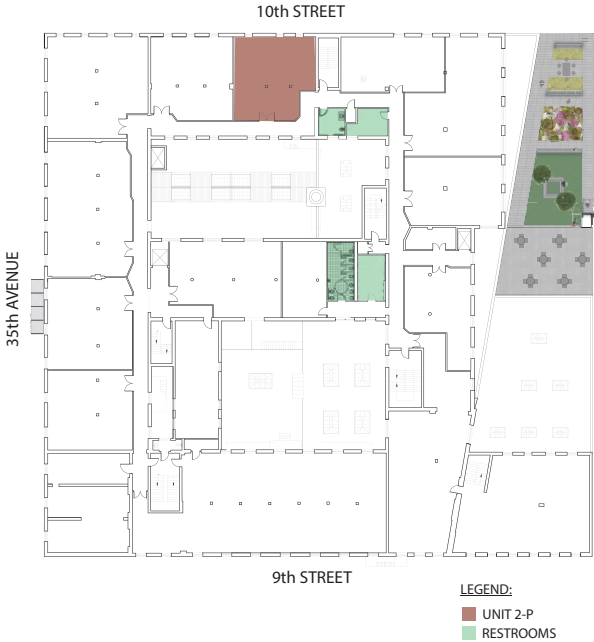 10th STREET
35th AVENUE
9th STREET
LEGEND:
UNIT 2-P
RESTROOMS